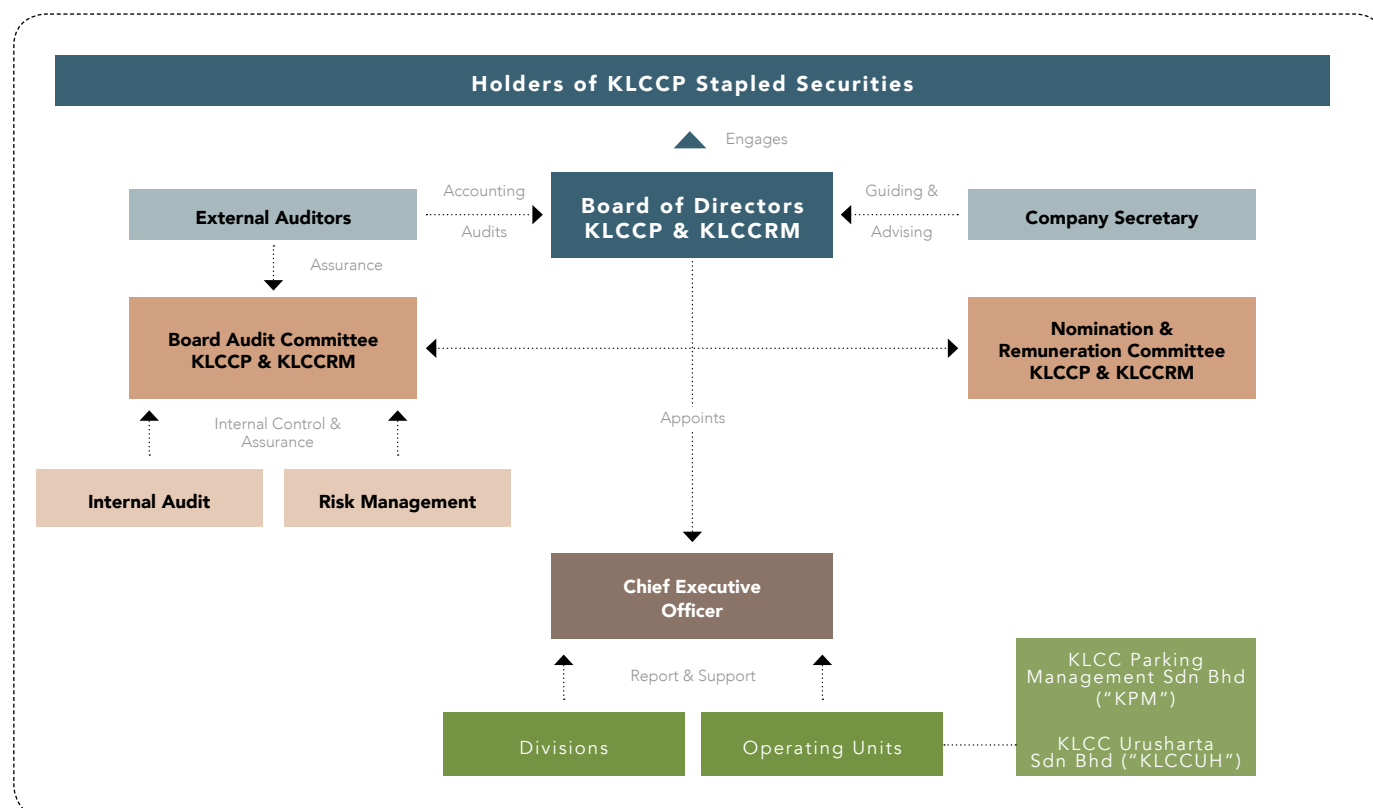 Holders of KLCCP Stapled Securities
Engages
External Auditors
Accounting
Audits
Board of Directors
KLCCP & KLCCRM
Guiding &
Advising
Company Secretary
Assurance
Board Audit Committee
KLCCP & KLCCRM
Nomination &
Remuneration Committee
KLCCP & KLCCRM
Internal Control &
Assurance
Appoints
Internal Audit
Risk Management
Chief Executive
Officer
Report & Support
Divisions
Operating Units
KLCC Parking
Management Sdn Bhd
(“KPM”)
KLCC Urusharta
Sdn Bhd (“KLCCUH”)